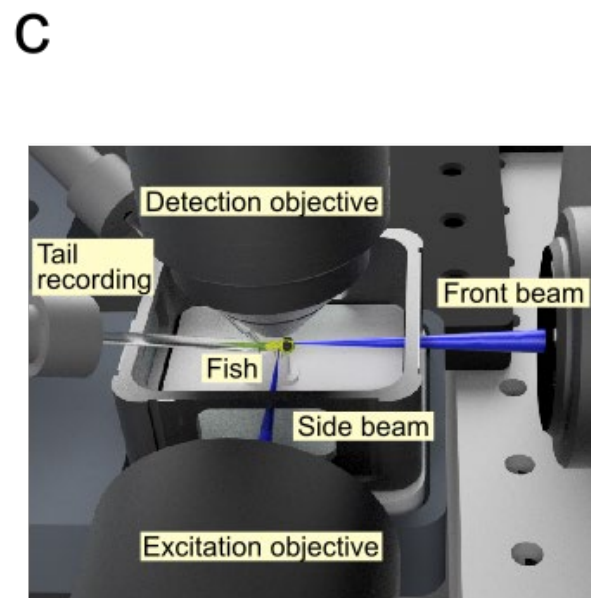 C
Detection objective
Tail
recording
Front beam
Fish
Side beam
Excitation objective